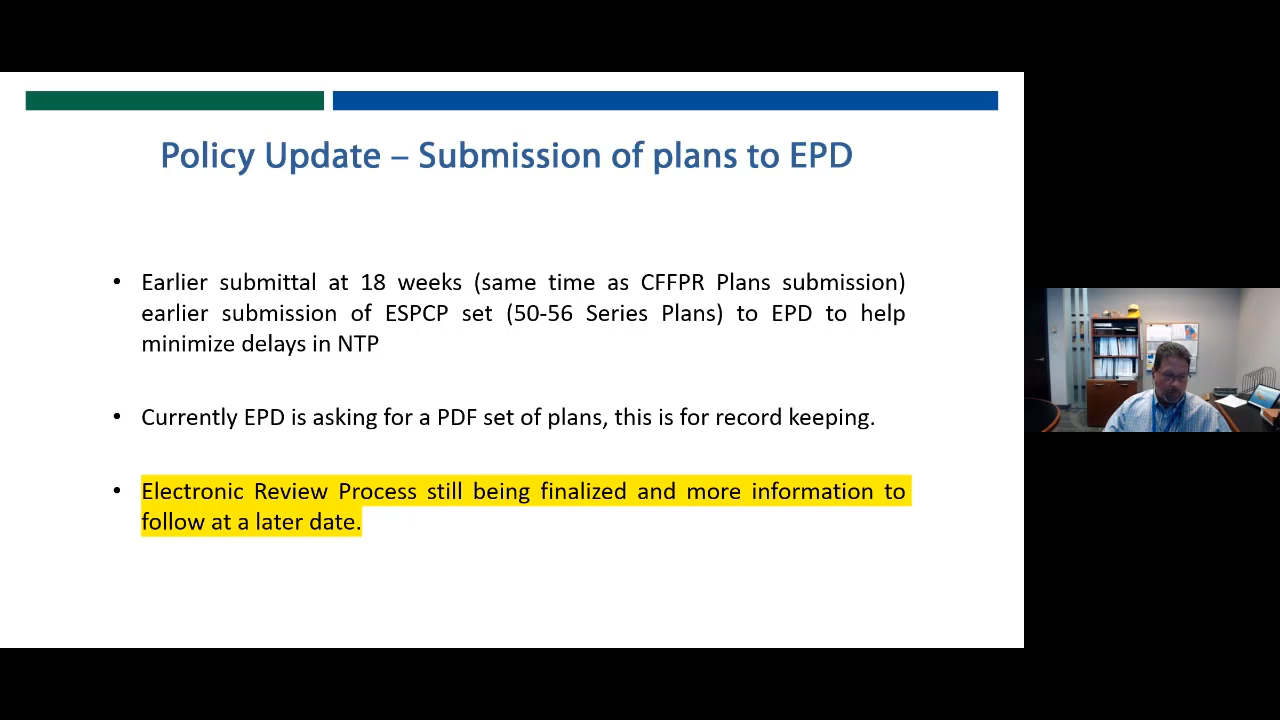 Policy Update – Submission of plans to EPD
• Earlier submittal at 18 weeks (same time as CFFPR Plans submission)
earlier submission of ESPCP set (50-56 Series Plans) to EPD to help
minimize delays in NTP
• Currently EPD is asking for a PDF set of plans, this is for record keeping.
• Electronic Review Process still being finalized and more information to
follow at a later date.